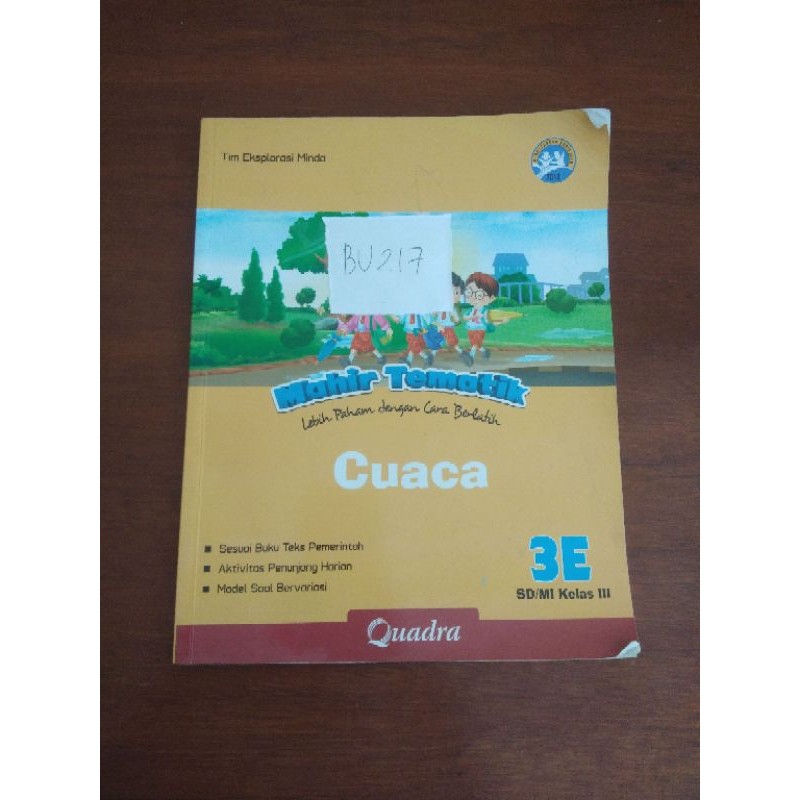 Tim Eksplorasi Minda
BU217
Mahir Tematik
Lebih Paham dengan Cara Berlatih
Cuaca
Sesuai Buku Teks Pemerintah
Aktivitas Penunjang Harian
Model Soal Bervariasi
3E
SD/MI Kelas III
Quadra